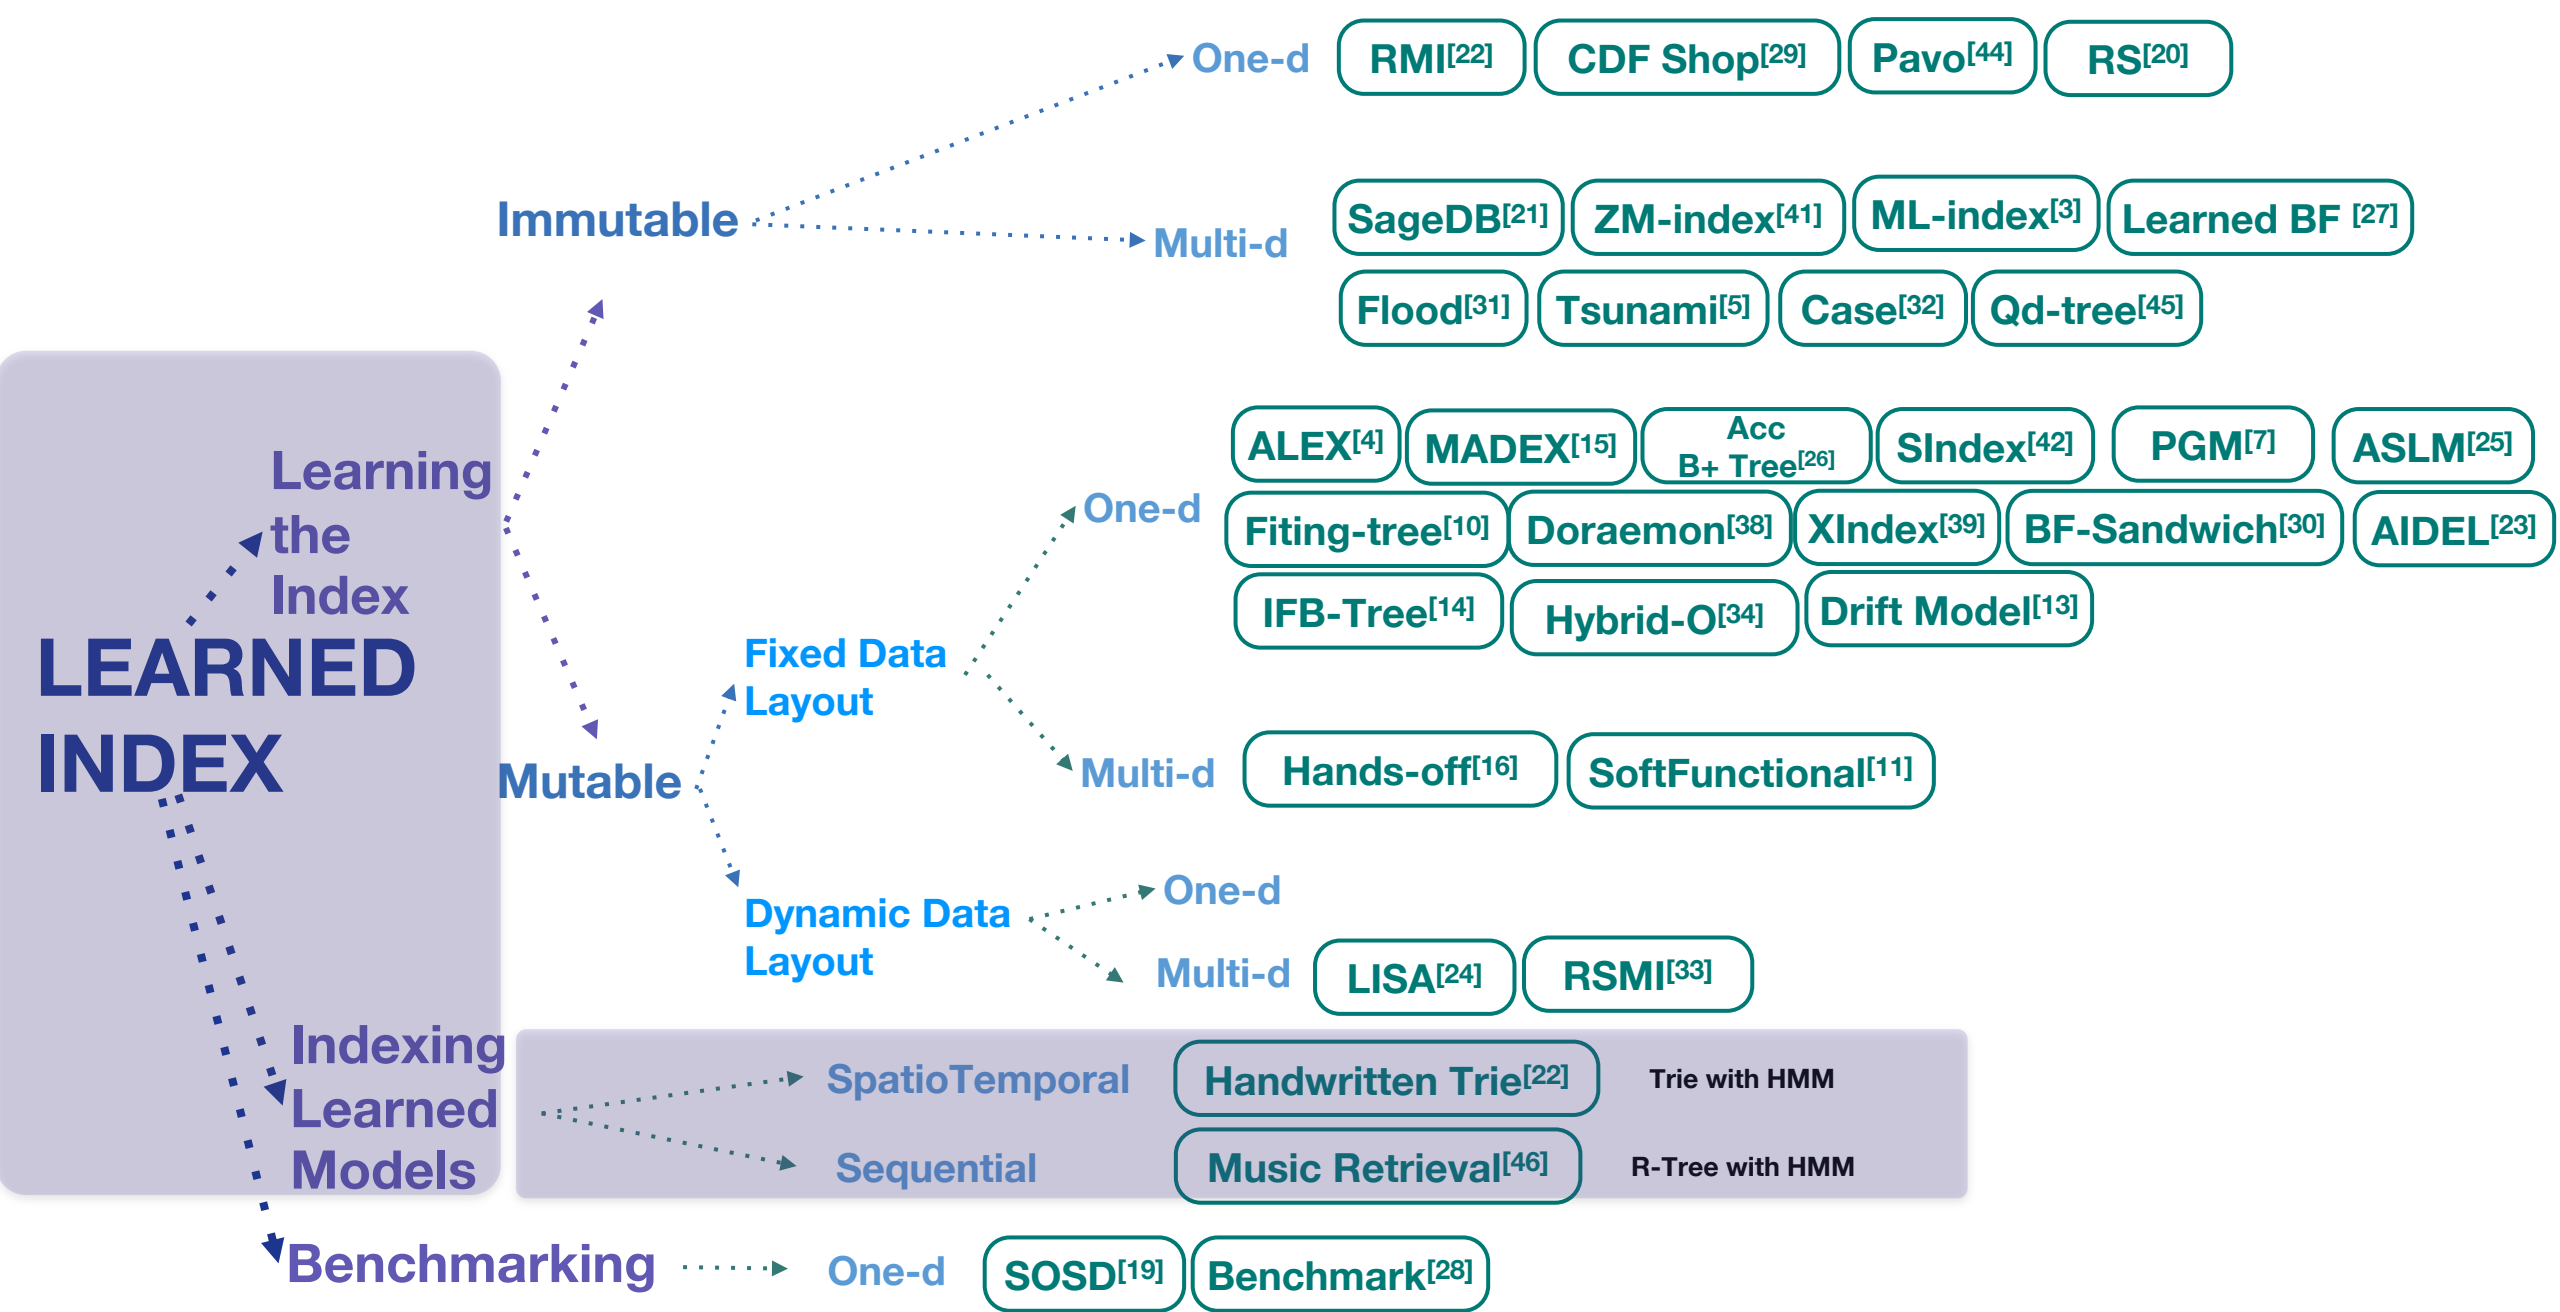 One-d RMI[22] CDF Shop[29] Pavo[44] RS[20]
Immutable
Multi-d SageDB[21] ZM-index[41] ML-index[3] Learned BF [27]
Flood[31] Tsunami[5] Case[32] Qd-tree[45]
Learning
the
Index
LEARNED
INDEX
ALEX[4] MADEX[15] Acc
B+ Tree[26] SIndex[42] PGM[7] ASLM[25]
One-d
Fiting-tree[10] Doraemon[38] XIndex[39] BF-Sandwich[30] AIDEL[23]
IFB-Tree[14] Hybrid-O[34] Drift Model[13]
Fixed Data
Layout
Mutable
Multi-d Hands-off[16] SoftFunctional[11]
One-d
Dynamic Data
Layout
Multi-d LISA[24] RSMI[33]
Indexing
Learned
Models
SpatioTemporal Handwritten Trie[22] Trie with HMM
Sequential Music Retrieval[46] R-Tree with HMM
Benchmarking One-d SOSD[19] Benchmark[28]